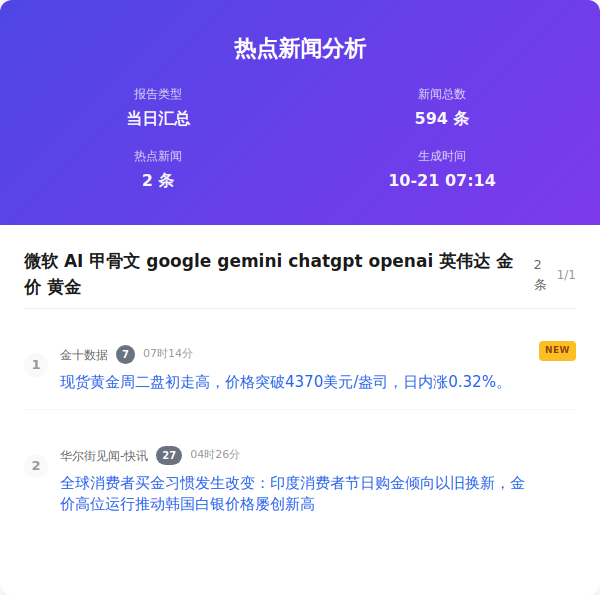 热点新闻分析
报告类型
新闻总数
当日汇总
594 条
热点新闻
生成时间
2 条
10-21 07:14
微软 AI 甲骨文 google gemini chatgpt openai 英伟达 金
价 黄金
2
条
1/1
1
金十数据 7 07时14分
NEW
现货黄金周二盘初走高，价格突破4370美元/盎司，日内涨0.32%。
2
华尔街见闻-快讯 27 04时26分
全球消费者买金习惯发生改变：印度消费者节日购金倾向以旧换新，金
价高位运行推动韩国白银价格屡创新高